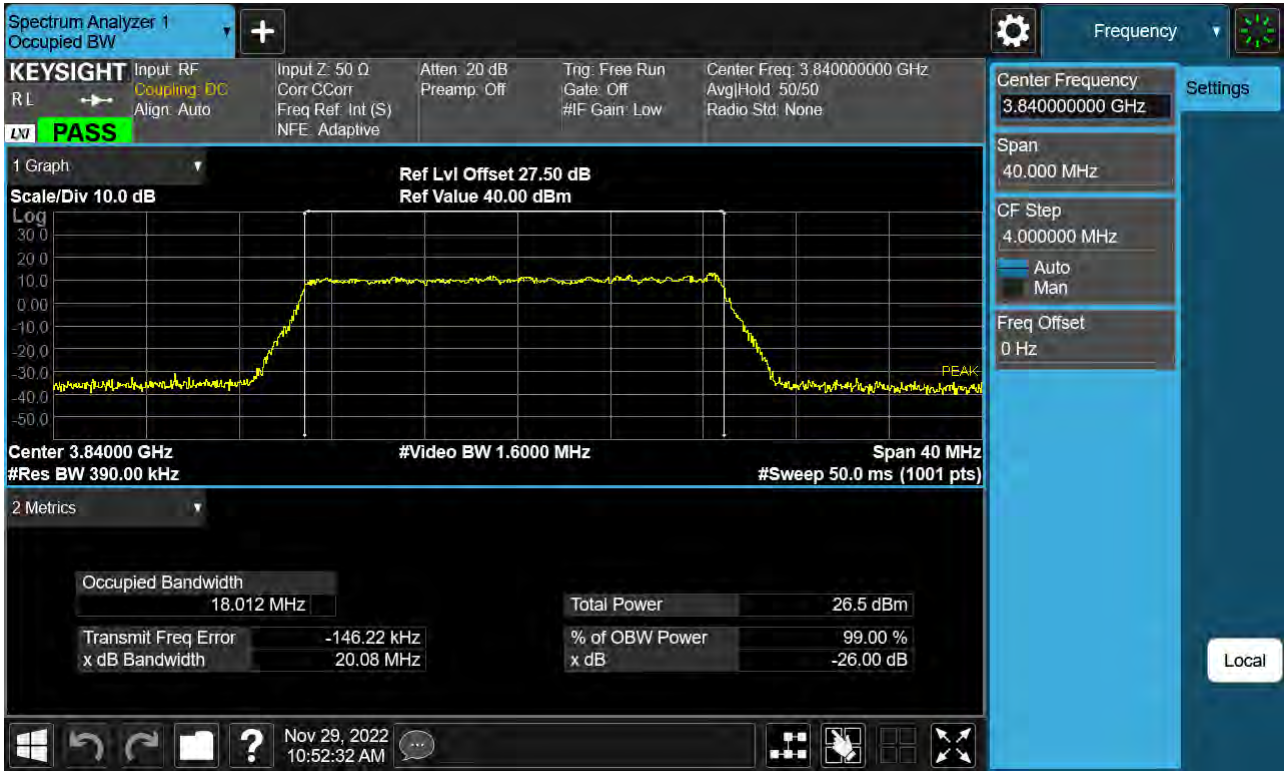 Spectrum Analyzer 1
Occupied BW
Frequency
KEYSIGHT
RL
LXI
PASS
Input: RF
Coupling: DC
Align: Auto
Input Z: 50 Ω
Corr CCorr
Freq Ref: Int (S)
NFE: Adaptive
Atten: 20 dB
Preamp: Off
Trig: Free Run
Gate: Off
#IF Gain: Low
Center Freq: 3.840000000 GHz
Avg|Hold: 50/50
Radio Std: None
Center Frequency
3.840000000 GHz
Settings
Span
40.000 MHz
CF Step
4.000000 MHz
Auto
Man
Freq Offset
0 Hz
1 Graph
Scale/Div 10.0 dB
Ref Lvl Offset 27.50 dB
Ref Value 40.00 dBm
Log
30.0
20.0
10.0
0.00
-10.0
-20.0
-30.0
-40.0
-50.0
PEAK
Center 3.84000 GHz
#Video BW 1.6000 MHz
Span 40 MHz
#Res BW 390.00 kHz
#Sweep 50.0 ms (1001 pts)
2 Metrics
Occupied Bandwidth
18.012 MHz
Total Power 26.5 dBm
Transmit Freq Error -146.22 kHz
% of OBW Power 99.00 %
x dB Bandwidth 20.08 MHz
x dB -26.00 dB
Local
?
Nov 29, 2022
10:52:32 AM